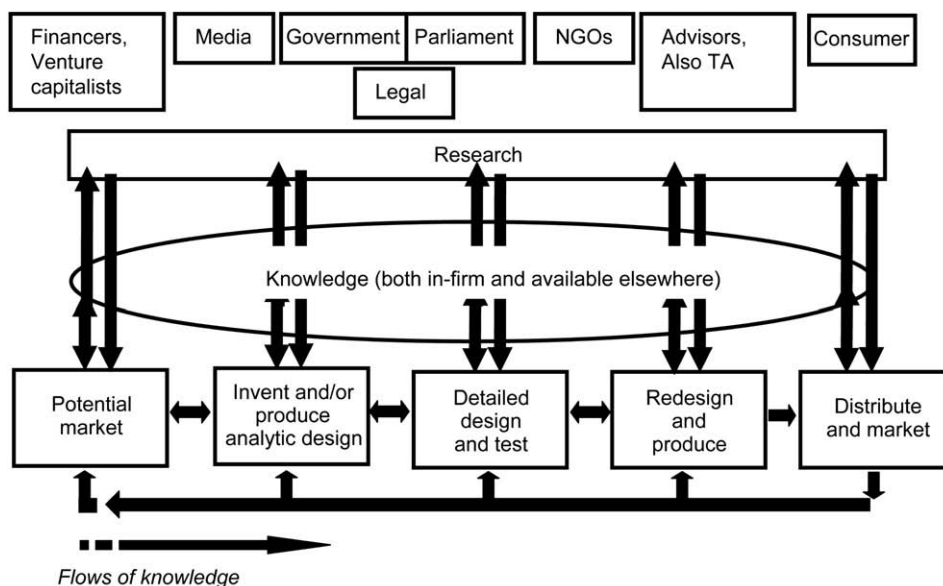 Financers,
Venture
capitalists
Media
Government
Parliament
NGOs
Advisors,
Also TA
Consumer
Legal
Research
Knowledge (both in-firm and available elsewhere)
Potential
market
Invent and/or
produce
analytic design
Detailed
design
and test
Redesign
and
produce
Distribute
and market
Flows of knowledge